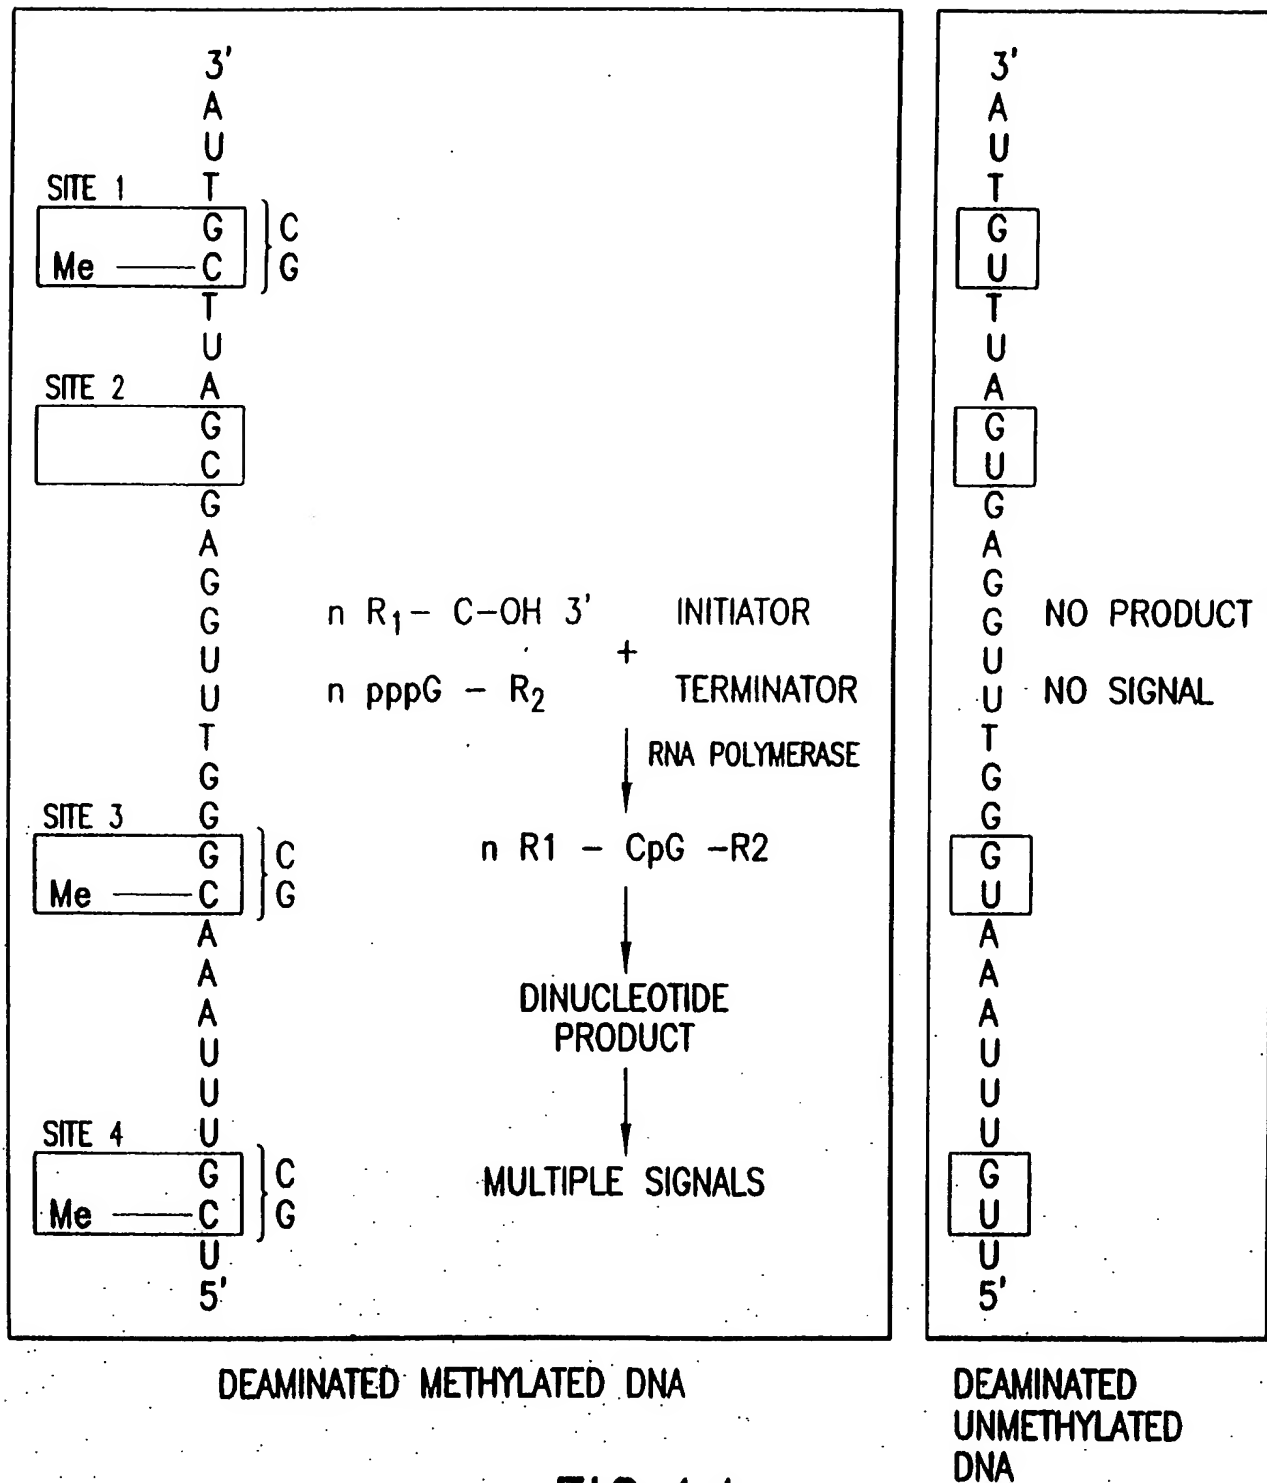 3'
A
U
SITE 1 T
G C
Me C G
T
U
SITE 2 A
G
C
G
A
G
G n R1 – C–OH 3' INITIATOR
U +
U n pppG – R2 TERMINATOR
T RNA POLYMERASE
G
SITE 3 G
G C n R1 – CpG –R2
Me C G
A
A DINUCLEOTIDE
A PRODUCT
U
U
SITE 4 U
G C MULTIPLE SIGNALS
Me C G
U
5'
DEAMINATED METHYLATED DNA
3'
A
U
T
G
U
T
U
A
G
U
G
A
G
G NO PRODUCT
U
U NO SIGNAL
T
G
G
G
U
A
A
A
U
U
U
G
U
U
5'
DEAMINATED
UNMETHYLATED
DNA